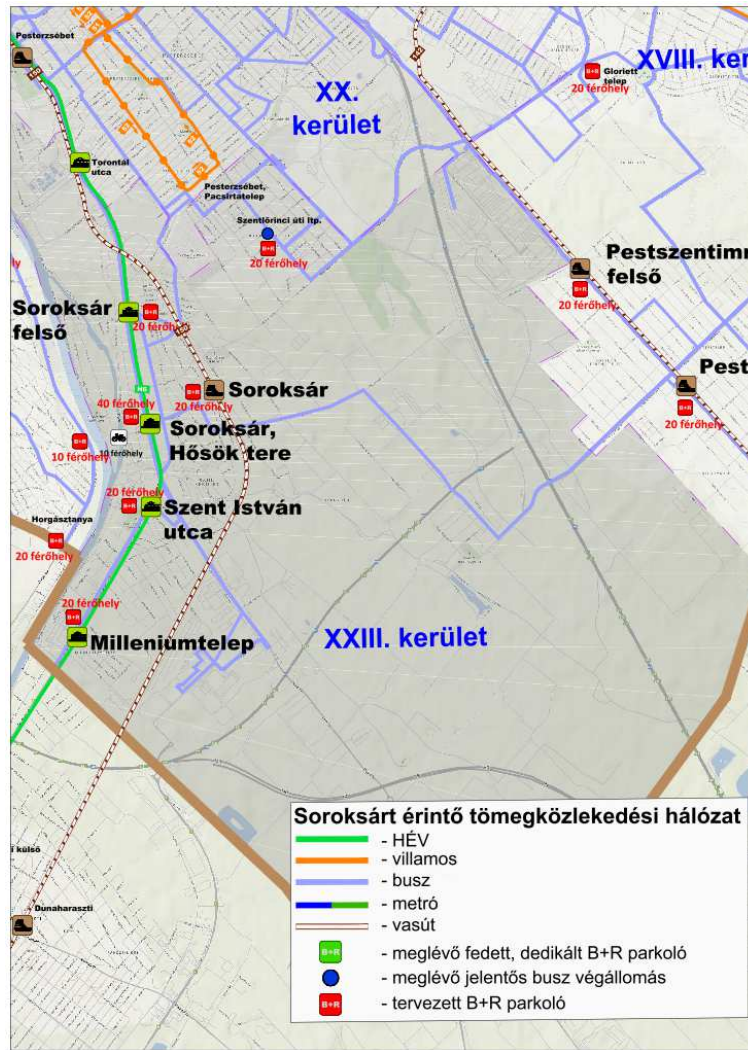 Pesterzsébet
XX.
kerület
XVIII. ker
Gloriett
telep
B+R
20 férőhely
Torontál
utca
Pesterzsébet,
Pacsirtatelep
Szentlőrinci úti ltp.
B+R
20 férőhely
Pestszentimr
felső
B+R
20 férőhely
Soroksár
felső
B+R
20 férőhely
Soroksár
B+R
20 férőhely
Pest
B+R
20 férőhely
H6
40 férőhely
B+R
Soroksár,
Hősök tere
10 férőhely
B+R
10 férőhely
20 férőhely
B+R
Szent István
utca
Horgásztanya
B+R
20 férőhely
20 férőhely
B+R
Milleniumtelep
XXIII. kerület
i külső
Dunaharaszti
Soroksárt érintő tömegközlekedési hálózat
- HÉV
- villamos
- busz
- metró
- vasút
B+R - meglévő fedett, dedikált B+R parkoló
- meglévő jelentős busz végállomás
B+R - tervezett B+R parkoló